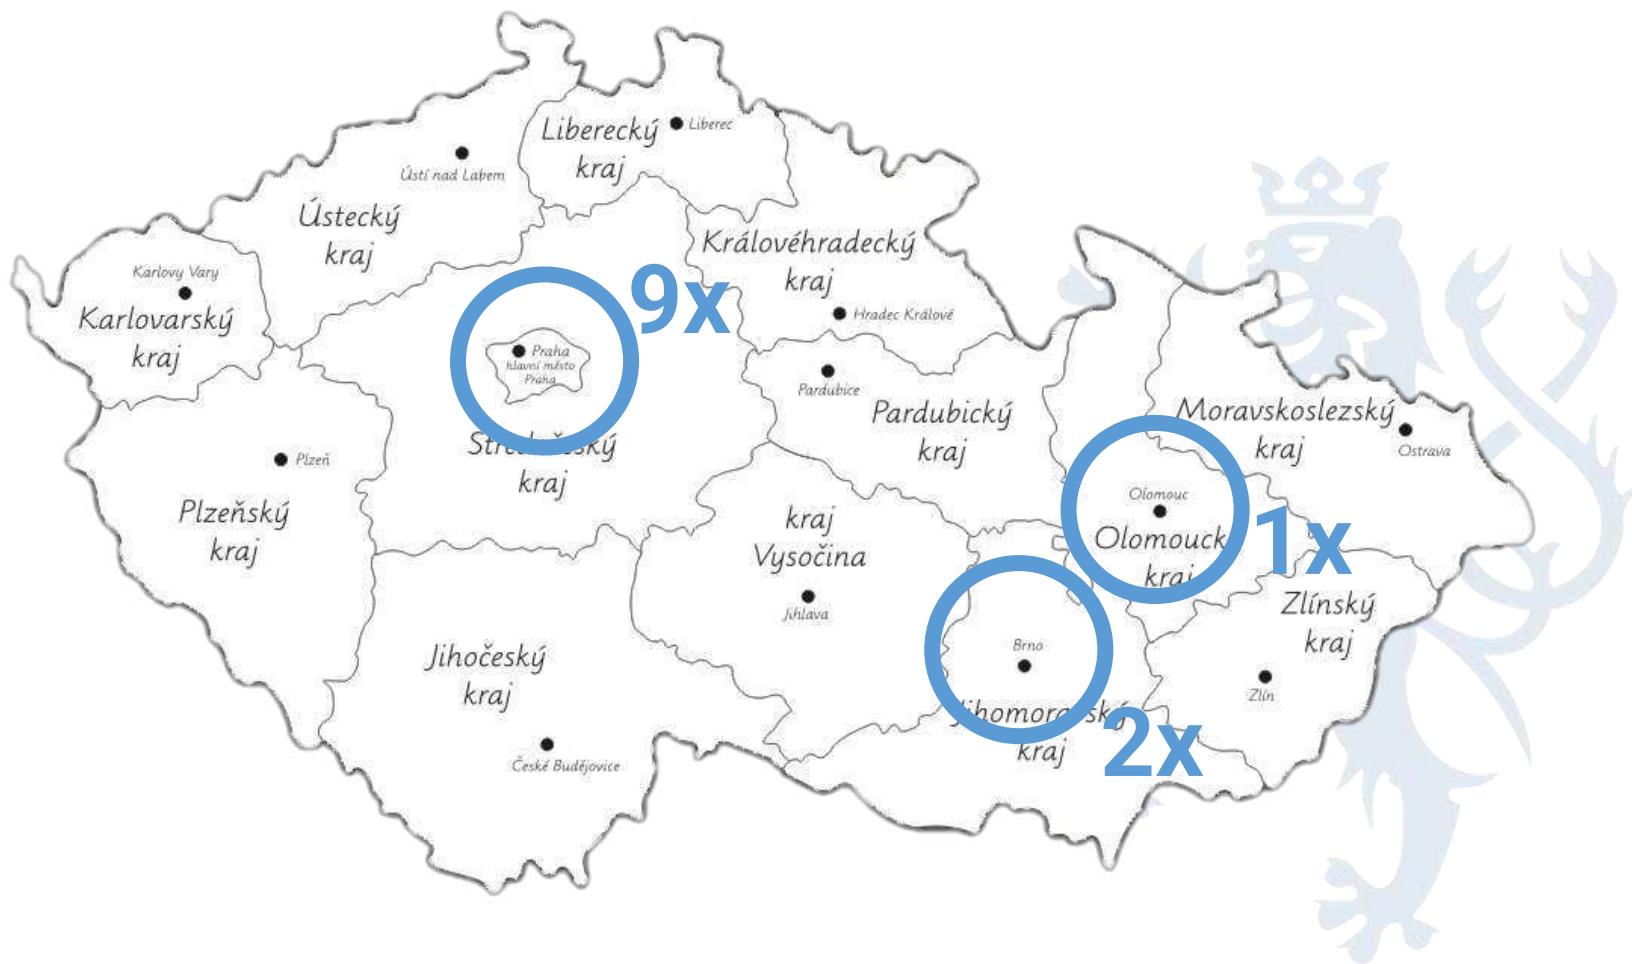 Liberecký
kraj
Liberec
Ústí nad Labem
Ústecký
kraj
Královéhradecký
kraj
Hradec Králové
Karlovy Vary
Karlovarský
kraj
9x
Praha
hlavní město
Praha
kraj
Pardubice
Pardubický
kraj
Moravskoslezský
kraj
Ostrava
Plzeň
Plzeňský
kraj
kraj
Vysočina
Jihlava
Olomouc
Olomouck
kraj
1x
Zlínský
kraj
Zlín
Brno
kraj
2x
Jihočeský
kraj
České Budějovice